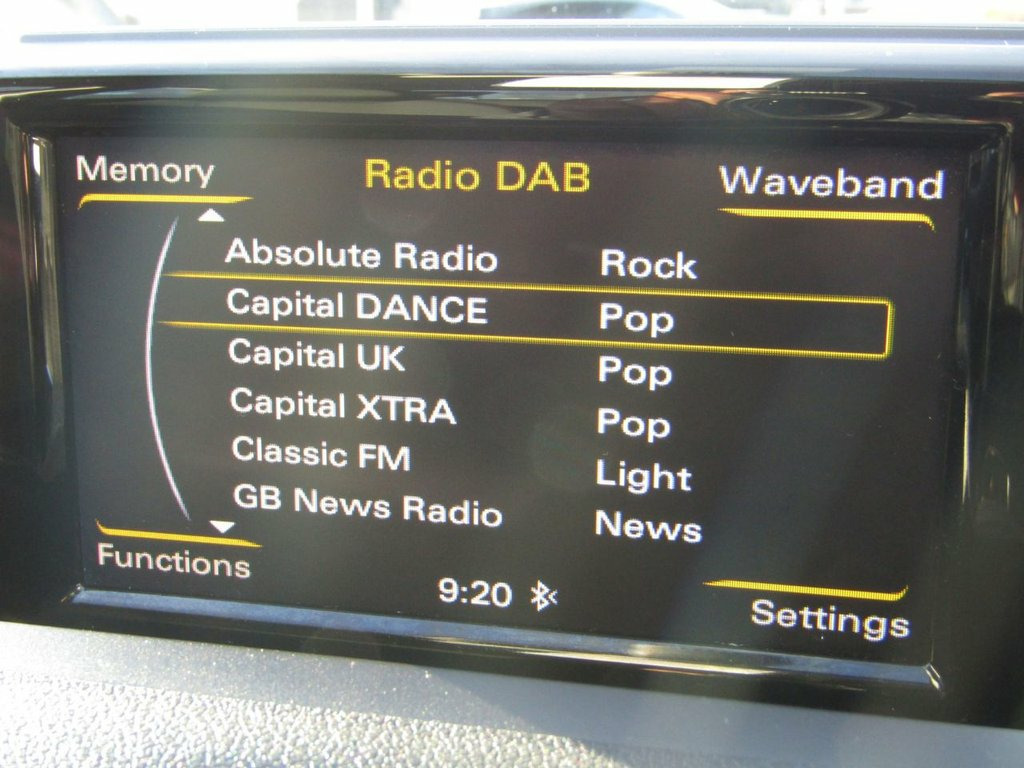 Memory Radio DAB Waveband
Absolute Radio Rock
Capital DANCE Pop
Capital UK Pop
Capital XTRA Pop
Classic FM Light
GB News Radio News
Functions 9:20 Settings